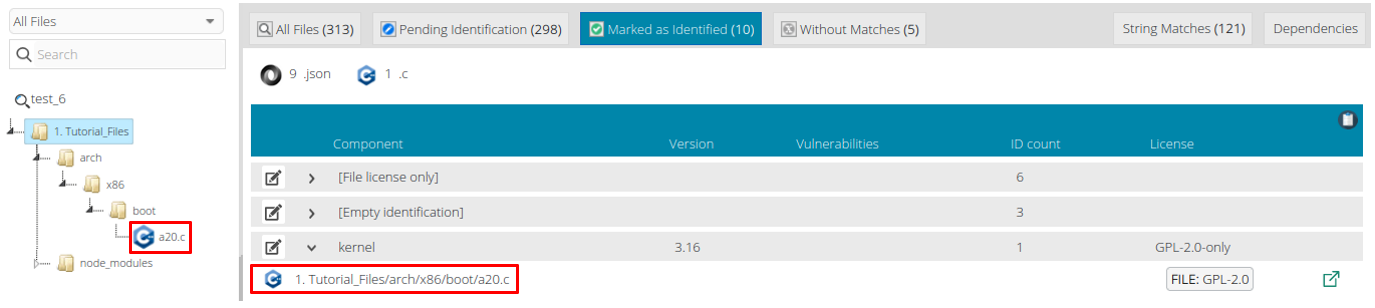 All Files
Search
test_6
1. Tutorial_Files
arch
x86
boot
a20.c
node_modules
All Files (313) Pending Identification (298) Marked as Identified (10) Without Matches (5) String Matches (121) Dependencies
9 .json 1 .c
Component Version Vulnerabilities ID count License
[File license only] 6
[Empty identification] 3
kernel 3.16 1 GPL-2.0-only
1. Tutorial_Files/arch/x86/boot/a20.c FILE: GPL-2.0